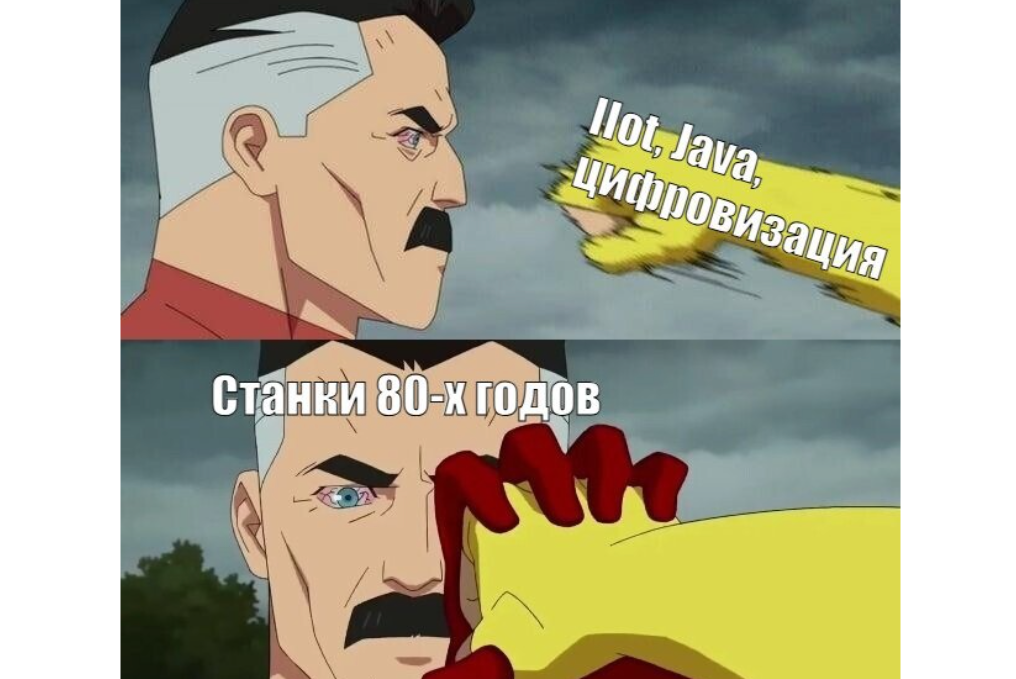 IIot, Java,
цифровизация
Станки 80-х годов